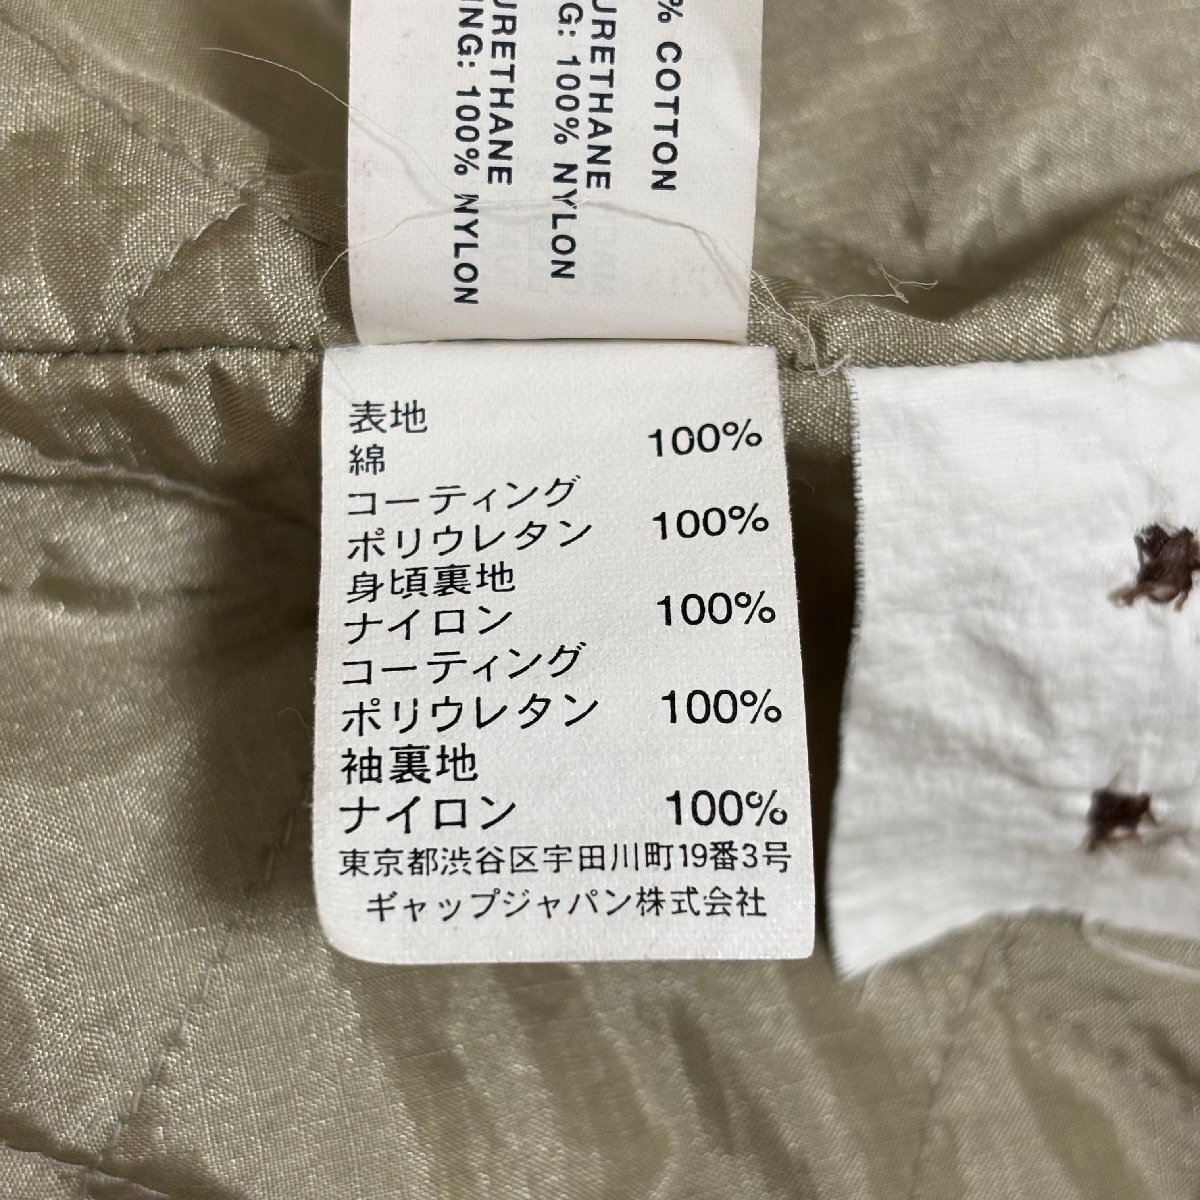 % COTTON
URETHANE
G: 100% NYLON
URETHANE
NG: 100% NYLON
表地
綿 100%
コーティング
ポリウレタン 100%
身頃裏地
ナイロン 100%
コーティング
ポリウレタン 100%
袖裏地
ナイロン 100%
東京都渋谷区宇田川町19番3号
ギャップジャパン株式会社